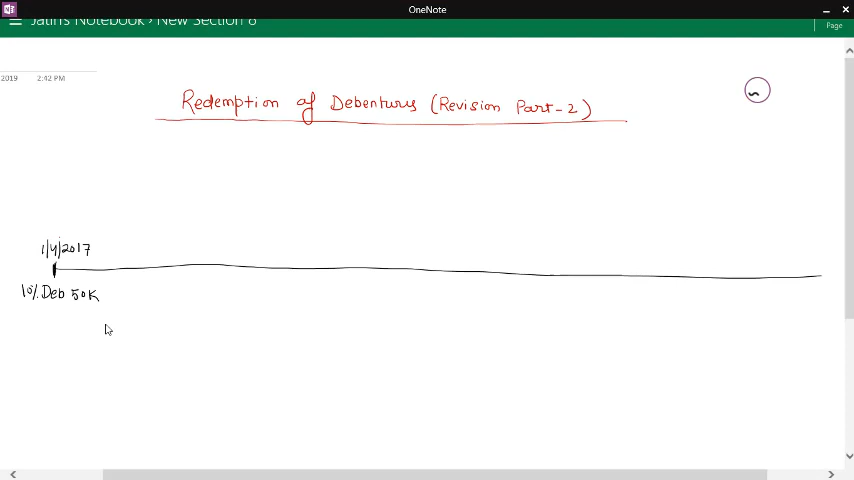 OneNote
Jatin's Notebook › New Section 6
Page
2019 2:42 PM
Redemption of Debentures (Revision Part-2)
1/4/2017
10% Deb 50K